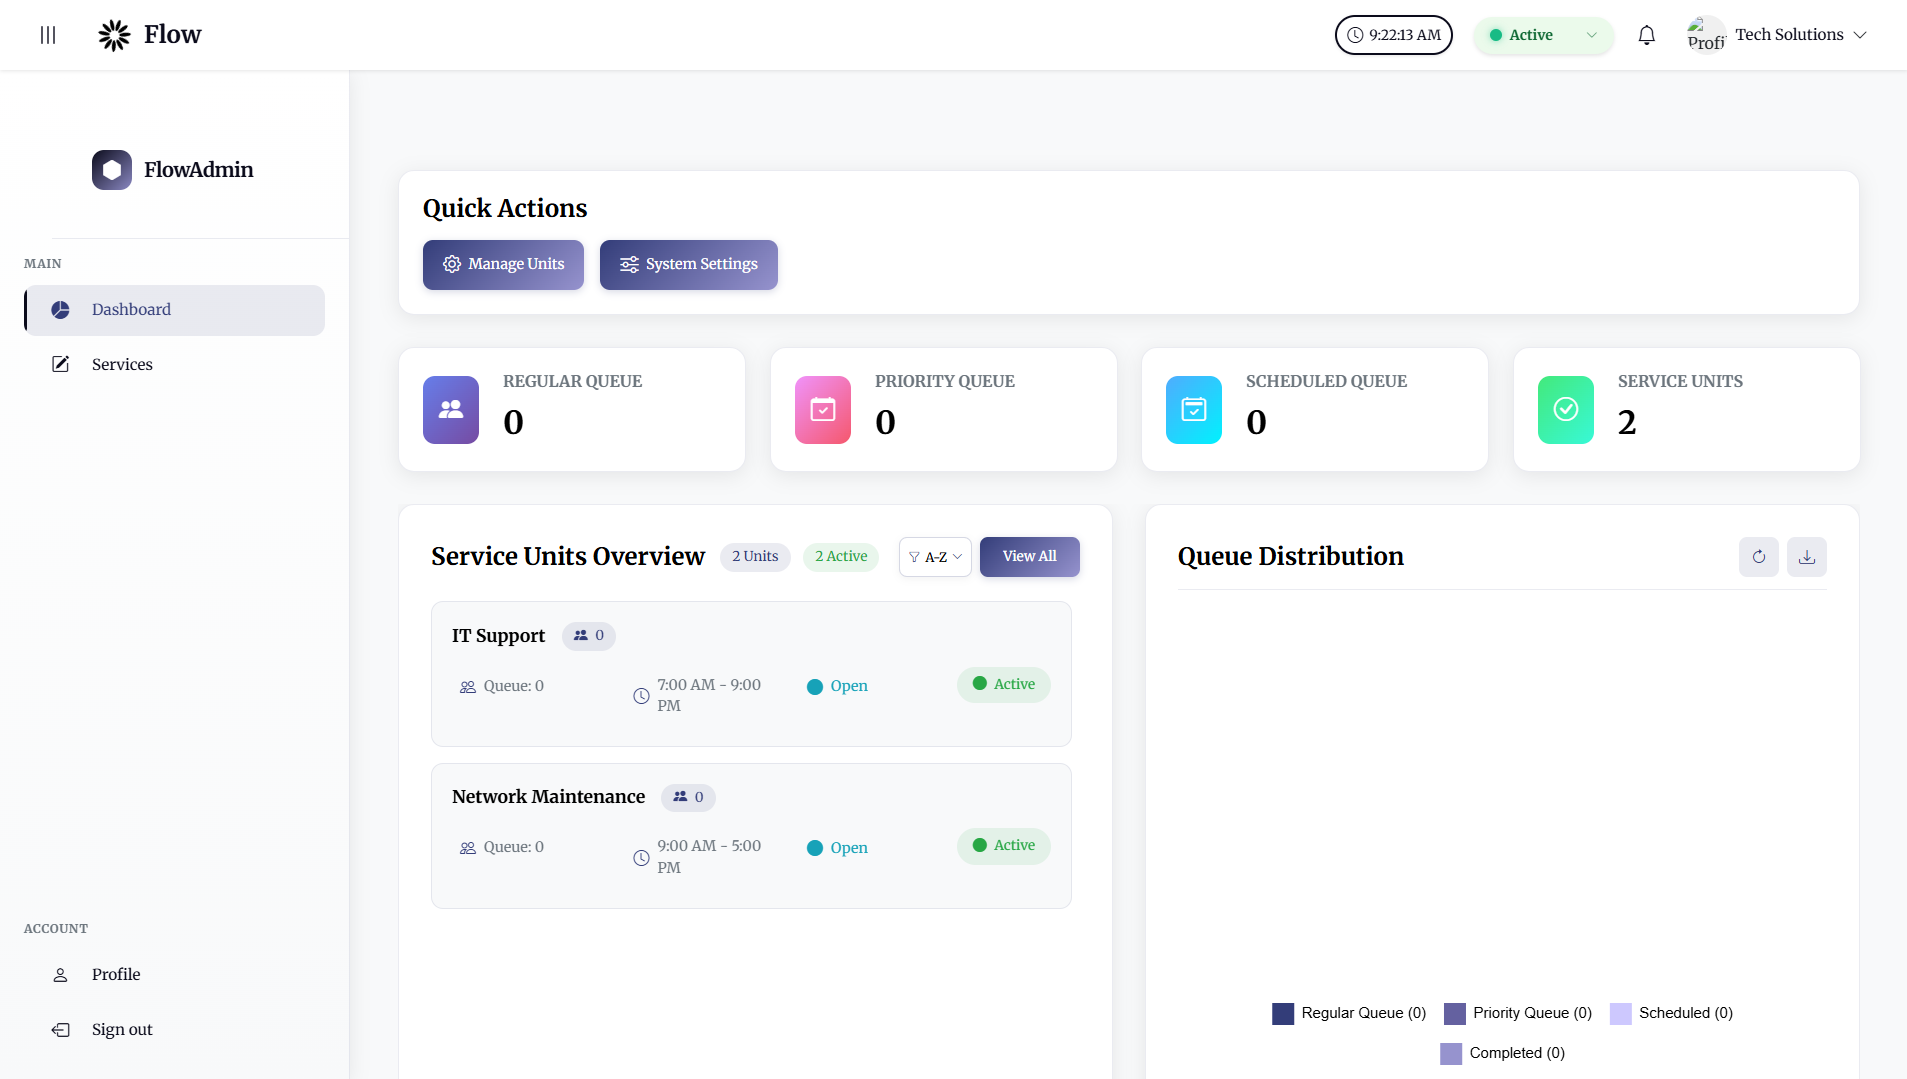 Flow
9:22:13 AM
Active
Profi
Tech Solutions
FlowAdmin
MAIN
Dashboard
Services
ACCOUNT
Profile
Sign out
Quick Actions
Manage Units
System Settings
REGULAR QUEUE
0
PRIORITY QUEUE
0
SCHEDULED QUEUE
0
SERVICE UNITS
2
Service Units Overview
2 Units
2 Active
A-Z
View All
IT Support
0
Queue: 0
7:00 AM - 9:00
PM
Open
Active
Network Maintenance
0
Queue: 0
9:00 AM - 5:00
PM
Open
Active
Queue Distribution
Regular Queue (0)
Priority Queue (0)
Scheduled (0)
Completed (0)